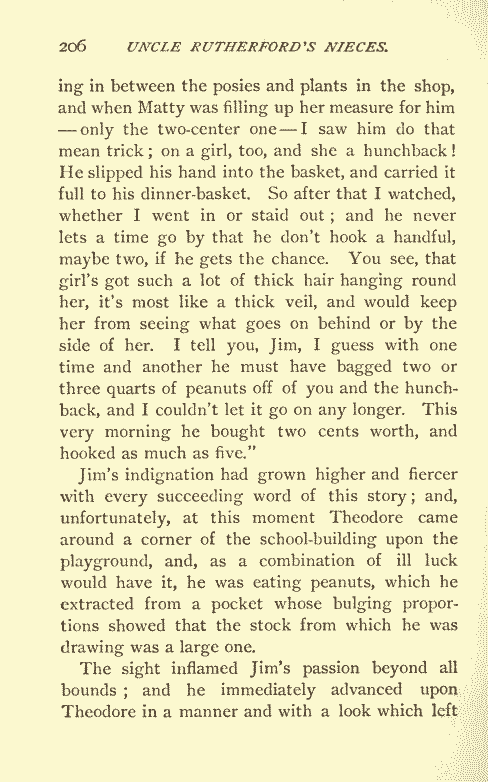 206 UNCLE RUTHERFORD'S NIECES.
ing in between the posies and plants in the shop,
and when Matty was filling up her measure for him
—only the two-center one—I saw him do that
mean trick; on a girl, too, and she a hunchback!
He slipped his hand into the basket, and carried it
full to his dinner-basket. So after that I watched,
whether I went in or staid out; and he never
lets a time go by that he don't hook a handful,
maybe two, if he gets the chance. You see, that
girl's got such a lot of thick hair hanging round
her, it's most like a thick veil, and would keep
her from seeing what goes on behind or by the
side of her. I tell you, Jim, I guess with one
time and another he must have bagged two or
three quarts of peanuts off of you and the hunch-
back, and I couldn't let it go on any longer. This
very morning he bought two cents worth, and
hooked as much as five."
Jim's indignation had grown higher and fiercer
with every succeeding word of this story; and,
unfortunately, at this moment Theodore came
around a corner of the school-building upon the
playground, and, as a combination of ill luck
would have it, he was eating peanuts, which he
extracted from a pocket whose bulging propor-
tions showed that the stock from which he was
drawing was a large one.
The sight inflamed Jim's passion beyond all
bounds; and he immediately advanced upon
Theodore in a manner and with a look which left